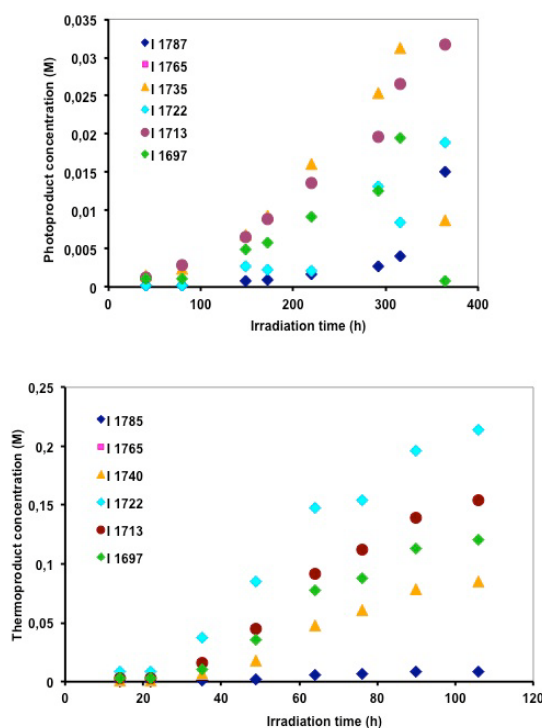 Photoproduct concentration (M)
0,035
0,03
0,025
0,02
0,015
0,01
0,005
0
I 1787
I 1765
I 1735
I 1722
I 1713
I 1697
0
100
200
300
400
Irradiation time (h)
Thermoproduct concentration (M)
0,25
0,2
0,15
0,1
0,05
0
I 1785
I 1765
I 1740
I 1722
I 1713
I 1697
0
20
40
60
80
100
120
Irradiation time (h)